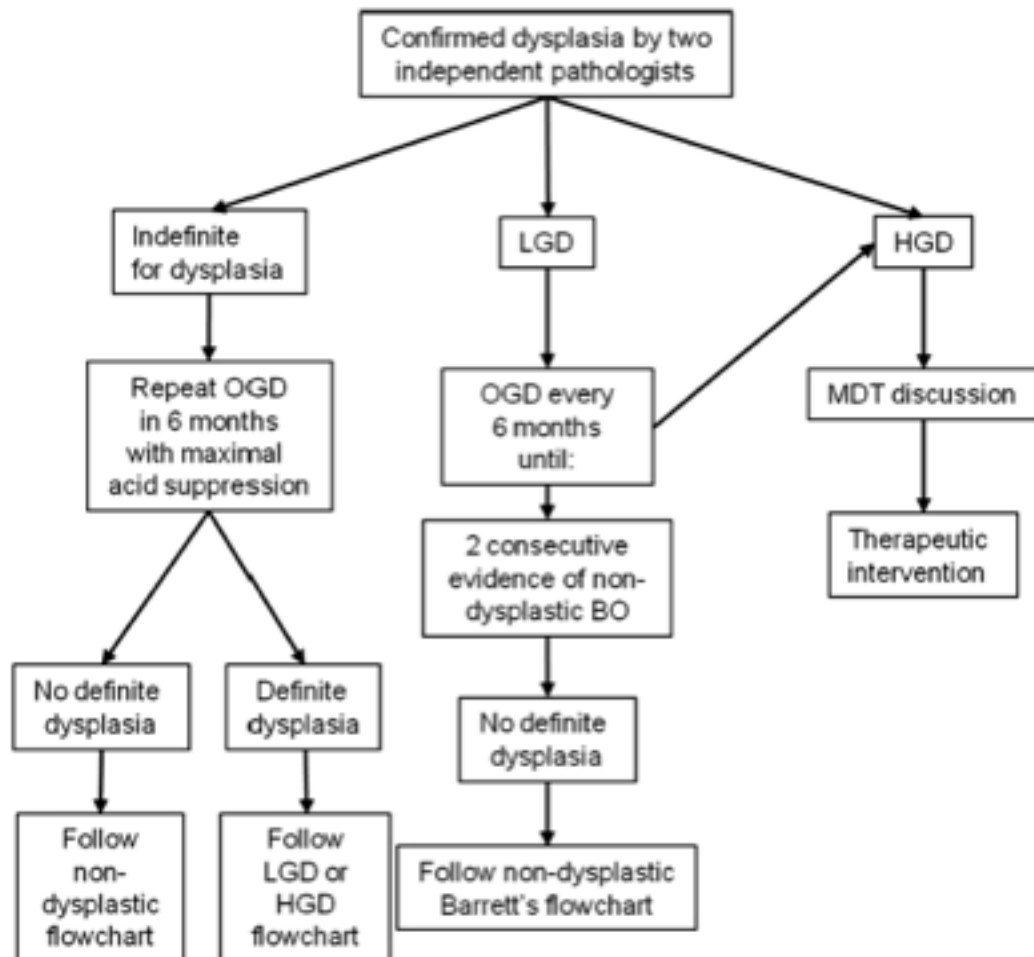 Confirmed dysplasia by two
independent pathologists
Indefinite
for dysplasia
LGD
HGD
Repeat OGD
in 6 months
with maximal
acid suppression
OGD every
6 months
until:
MDT discussion
2 consecutive
evidence of non-
dysplastic BO
Therapeutic
intervention
No definite
dysplasia
Definite
dysplasia
No definite
dysplasia
Follow
non-
dysplastic
flowchart
Follow
LGD or
HGD
flowchart
Follow non-dysplastic
Barrett's flowchart